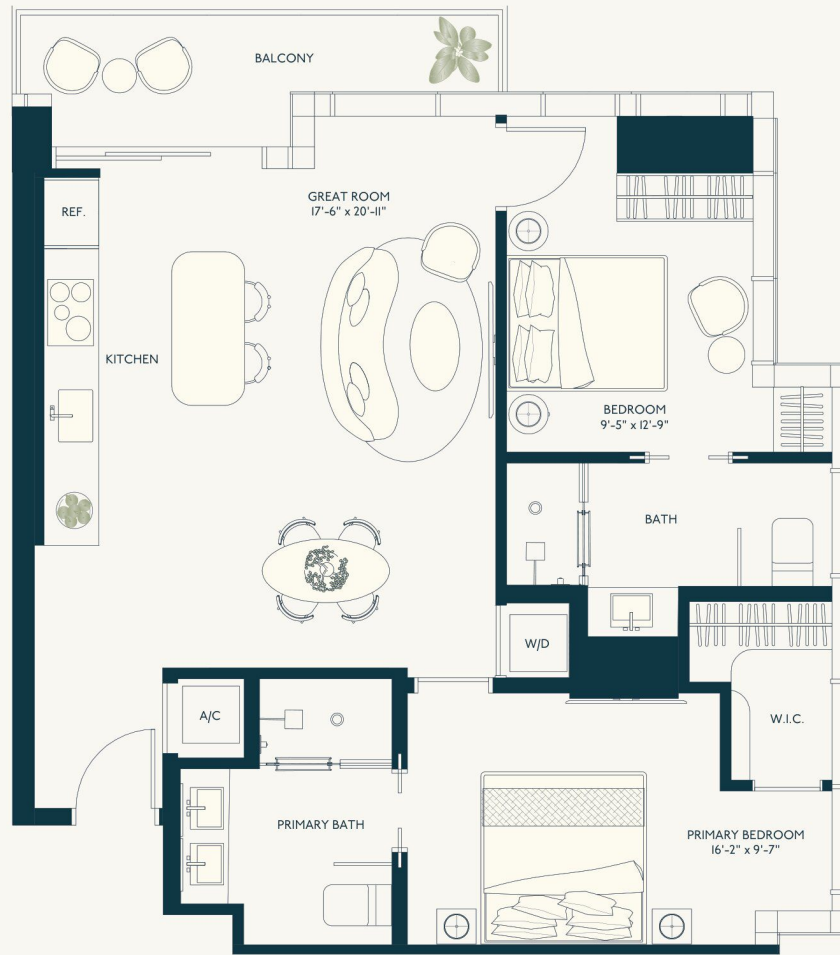 BALCONY
REF.
GREAT ROOM
17'-6" x 20'-11"
KITCHEN
BEDROOM
9'-5" x 12'-9"
BATH
W/D
A/C
W.I.C.
PRIMARY BATH
PRIMARY BEDROOM
16'-2" x 9'-7"